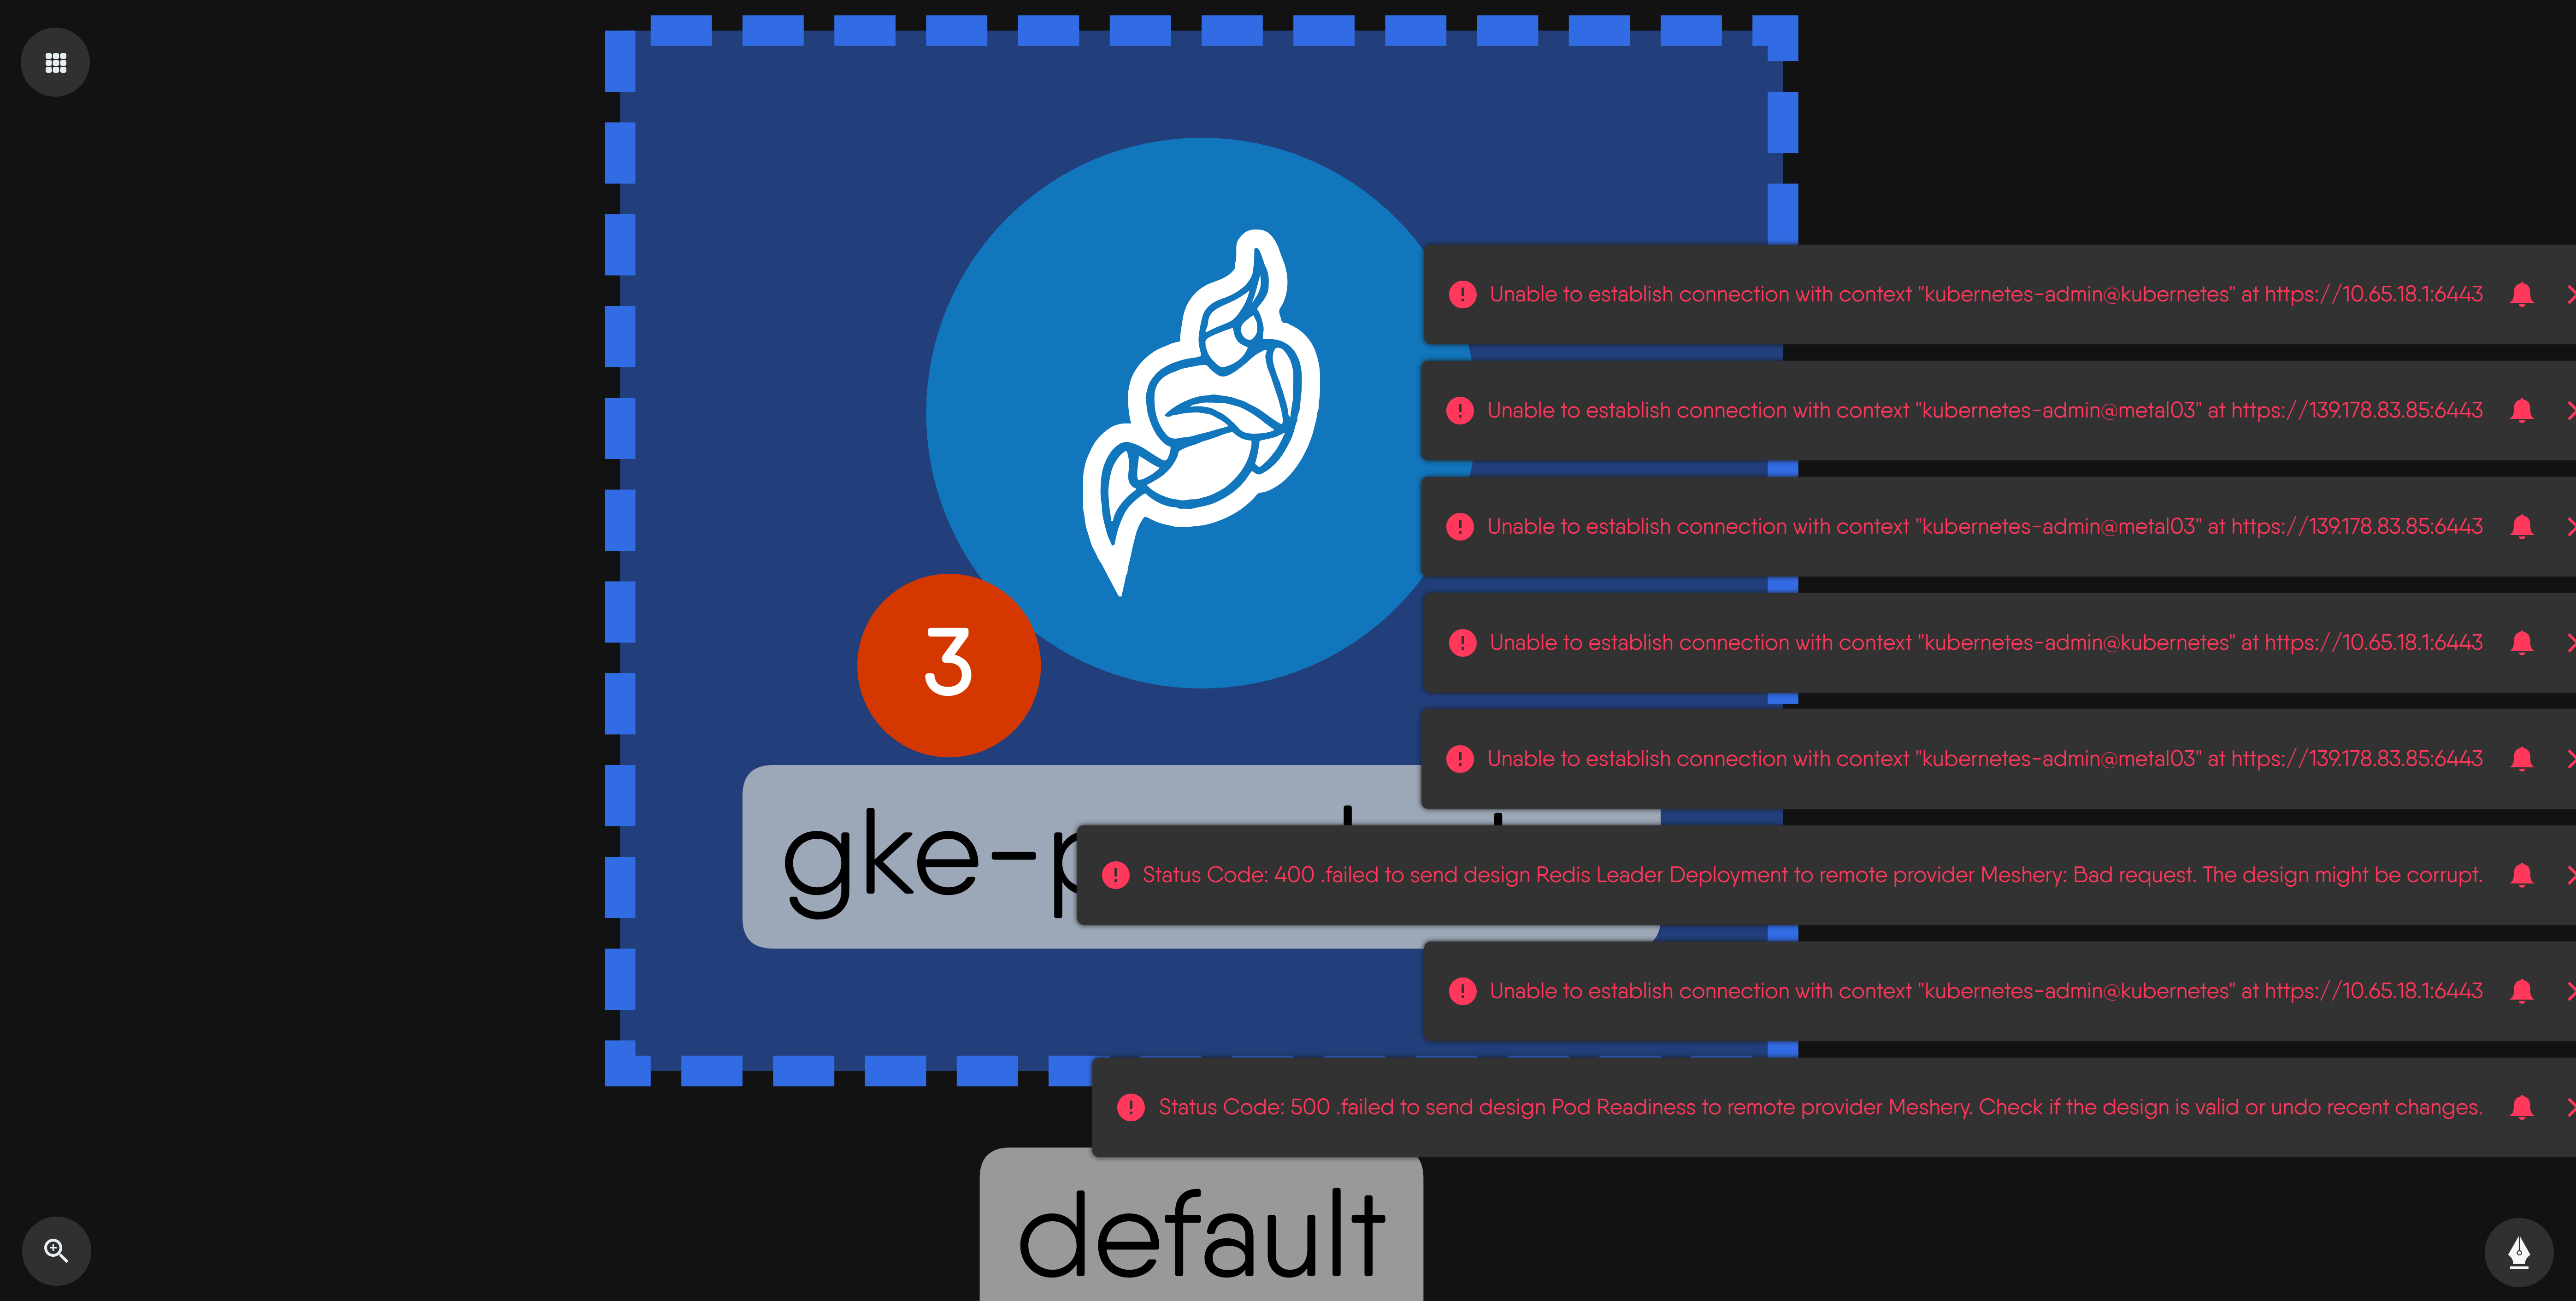 Unable to establish connection with context "kubernetes-admin@kubernetes" at https://10.65.18.1:6443
Unable to establish connection with context "kubernetes-admin@metal03" at https://139.178.83.85:6443
Unable to establish connection with context "kubernetes-admin@metal03" at https://139.178.83.85:6443
Unable to establish connection with context "kubernetes-admin@kubernetes" at https://10.65.18.1:6443
3
Unable to establish connection with context "kubernetes-admin@metal03" at https://139.178.83.85:6443
gke-p
Status Code: 400 .failed to send design Redis Leader Deployment to remote provider Meshery: Bad request. The design might be corrupt.
Unable to establish connection with context "kubernetes-admin@kubernetes" at https://10.65.18.1:6443
Status Code: 500 .failed to send design Pod Readiness to remote provider Meshery. Check if the design is valid or undo recent changes.
default